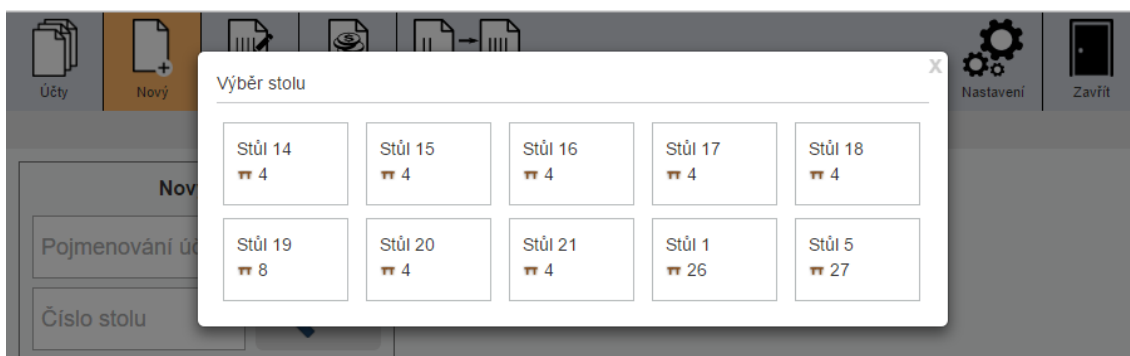 Účty
Nový
Nastavení
Zavřít
Výběr stolu
X
Stůl 14
4
Stůl 15
4
Stůl 16
4
Stůl 17
4
Stůl 18
4
Stůl 19
8
Stůl 20
4
Stůl 21
4
Stůl 1
26
Stůl 5
27
Pojmenování
Číslo stolu